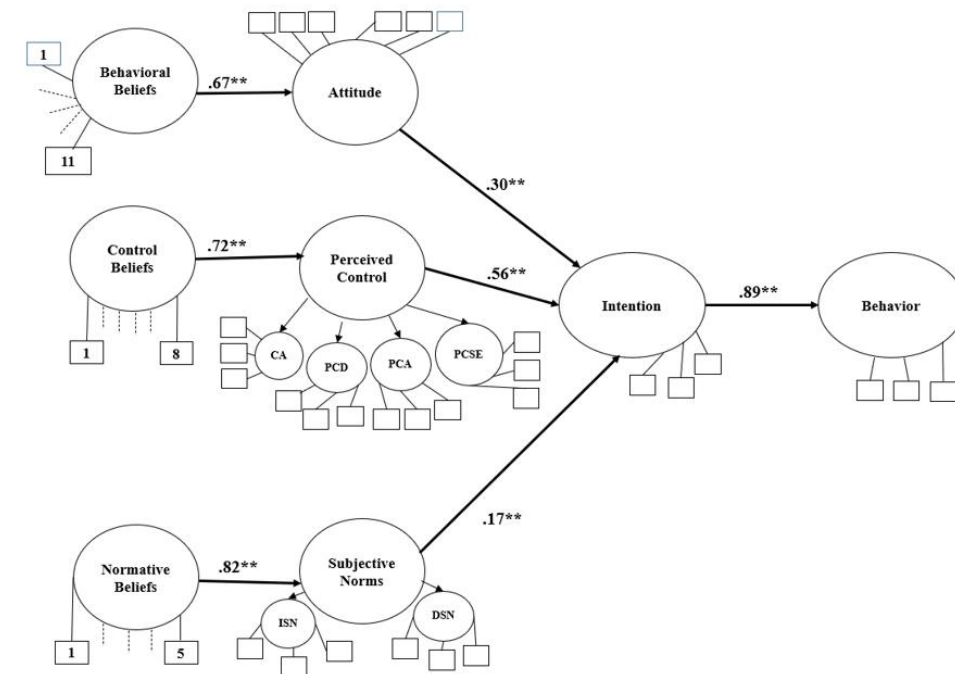 1
Behavioral
Beliefs
.67**
Attitude
11
.30**
Control
Beliefs
.72**
Perceived
Control
.56**
Intention
.89**
Behavior
1
8
CA
PCD
PCA
PCSE
.17**
Normative
Beliefs
.82**
Subjective
Norms
ISN
DSN
1
5